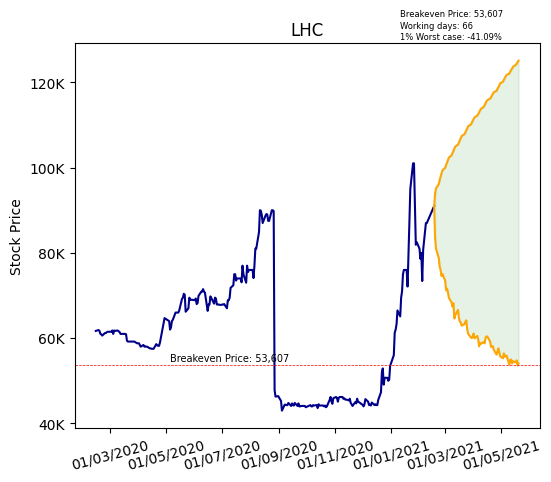 Breakeven Price: 53,607
Working days: 66
1% Worst case: -41.09%
LHC
Stock Price
120K
100K
80K
60K
40K
Breakeven Price: 53,607
01/03/2020
01/05/2020
01/07/2020
01/09/2020
01/11/2020
01/01/2021
01/03/2021
01/05/2021